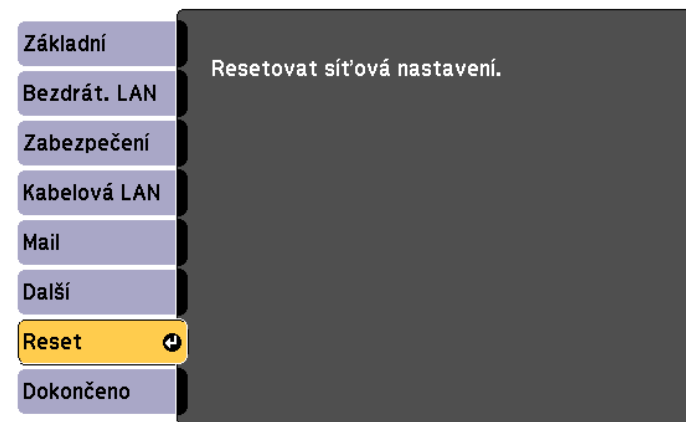 Základní
Bezdrát. LAN
Zabezpečení
Kabelová LAN
Mail
Další
Reset
Dokončeno
Resetovat síťová nastavení.